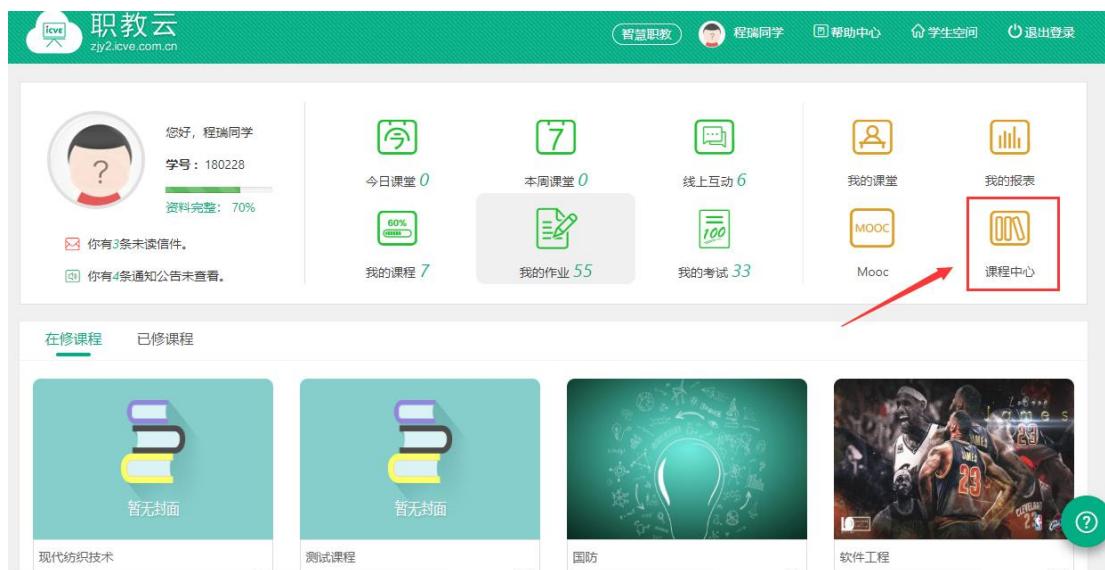 icve
职教云
zjy2.icve.com.cn
智慧职教
程瑞同学
帮助中心
学生空间
退出登录
您好，程瑞同学
学号：180228
资料完整： 70%
你有3条未读信件。
你有4条通知公告未查看。
今
今日课堂 0
7
本周课堂 0
线上互动 6
我的课堂
我的报表
60%
我的课程 7
我的作业 55
100
我的考试 33
MOOC
Mooc
课程中心
在修课程
已修课程
暂无封面
现代纺织技术
暂无封面
测试课程
国防
LeBron
James
23
23
CLEVELAND
23
软件工程